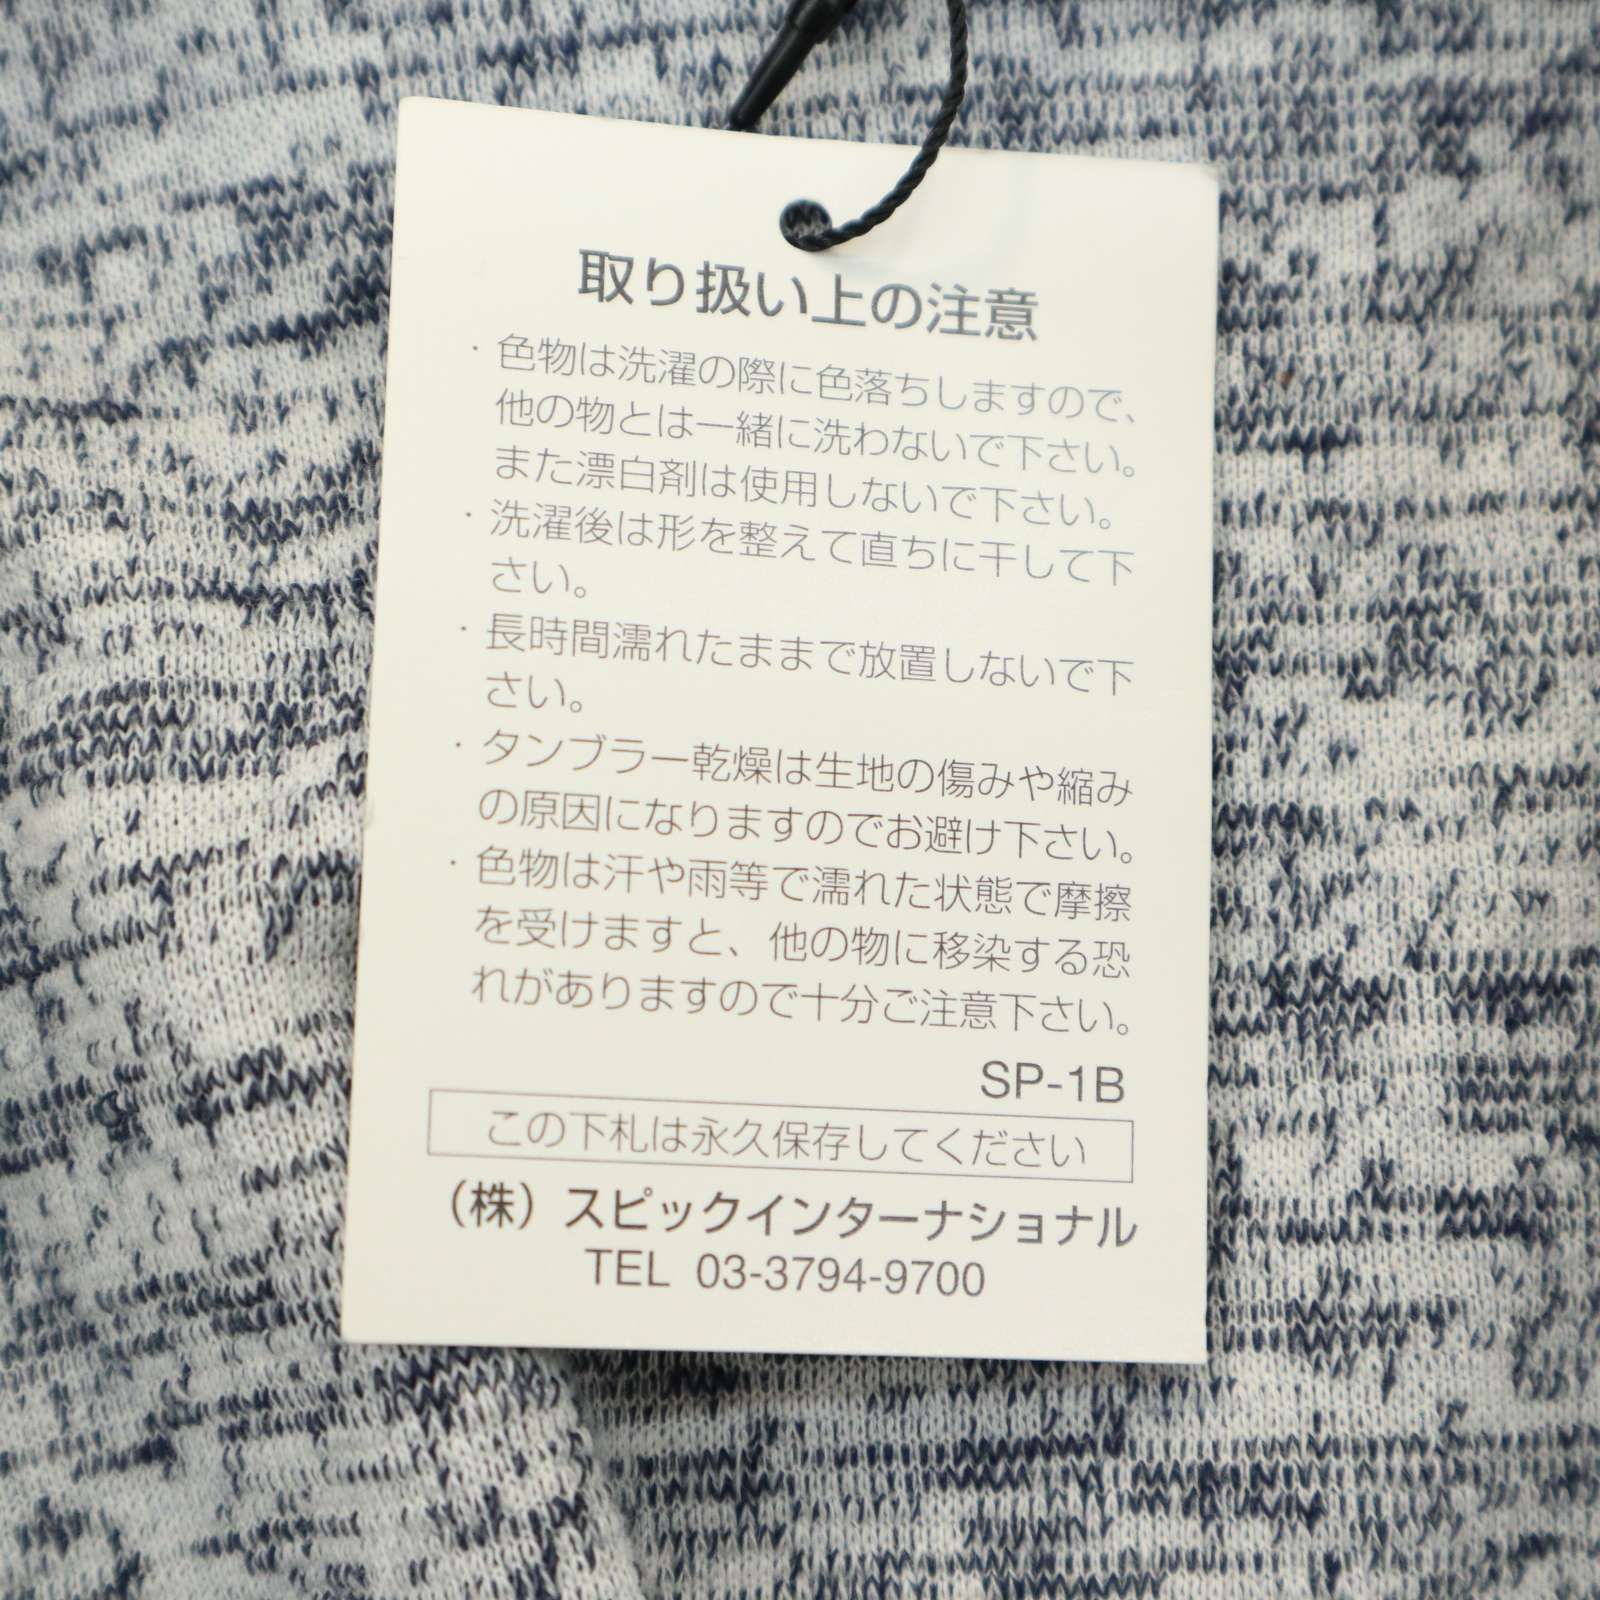 取り扱い上の注意
・色物は洗濯の際に色落ちしますので、
他の物とは一緒に洗わないで下さい。
また漂白剤は使用しないで下さい。
・洗濯後は形を整えて直ちに干して下
さい。
・長時間濡れたままで放置しないで下
さい。
・タンブラー乾燥は生地の傷みや縮み
の原因になりますのでお避け下さい。
・色物は汗や雨等で濡れた状態で摩擦
を受けますと、他の物に移染する恐
れがありますので十分ご注意下さい。
SP-1B
この下札は永久保存してください
（株）スピックインターナショナル
TEL 03-3794-9700